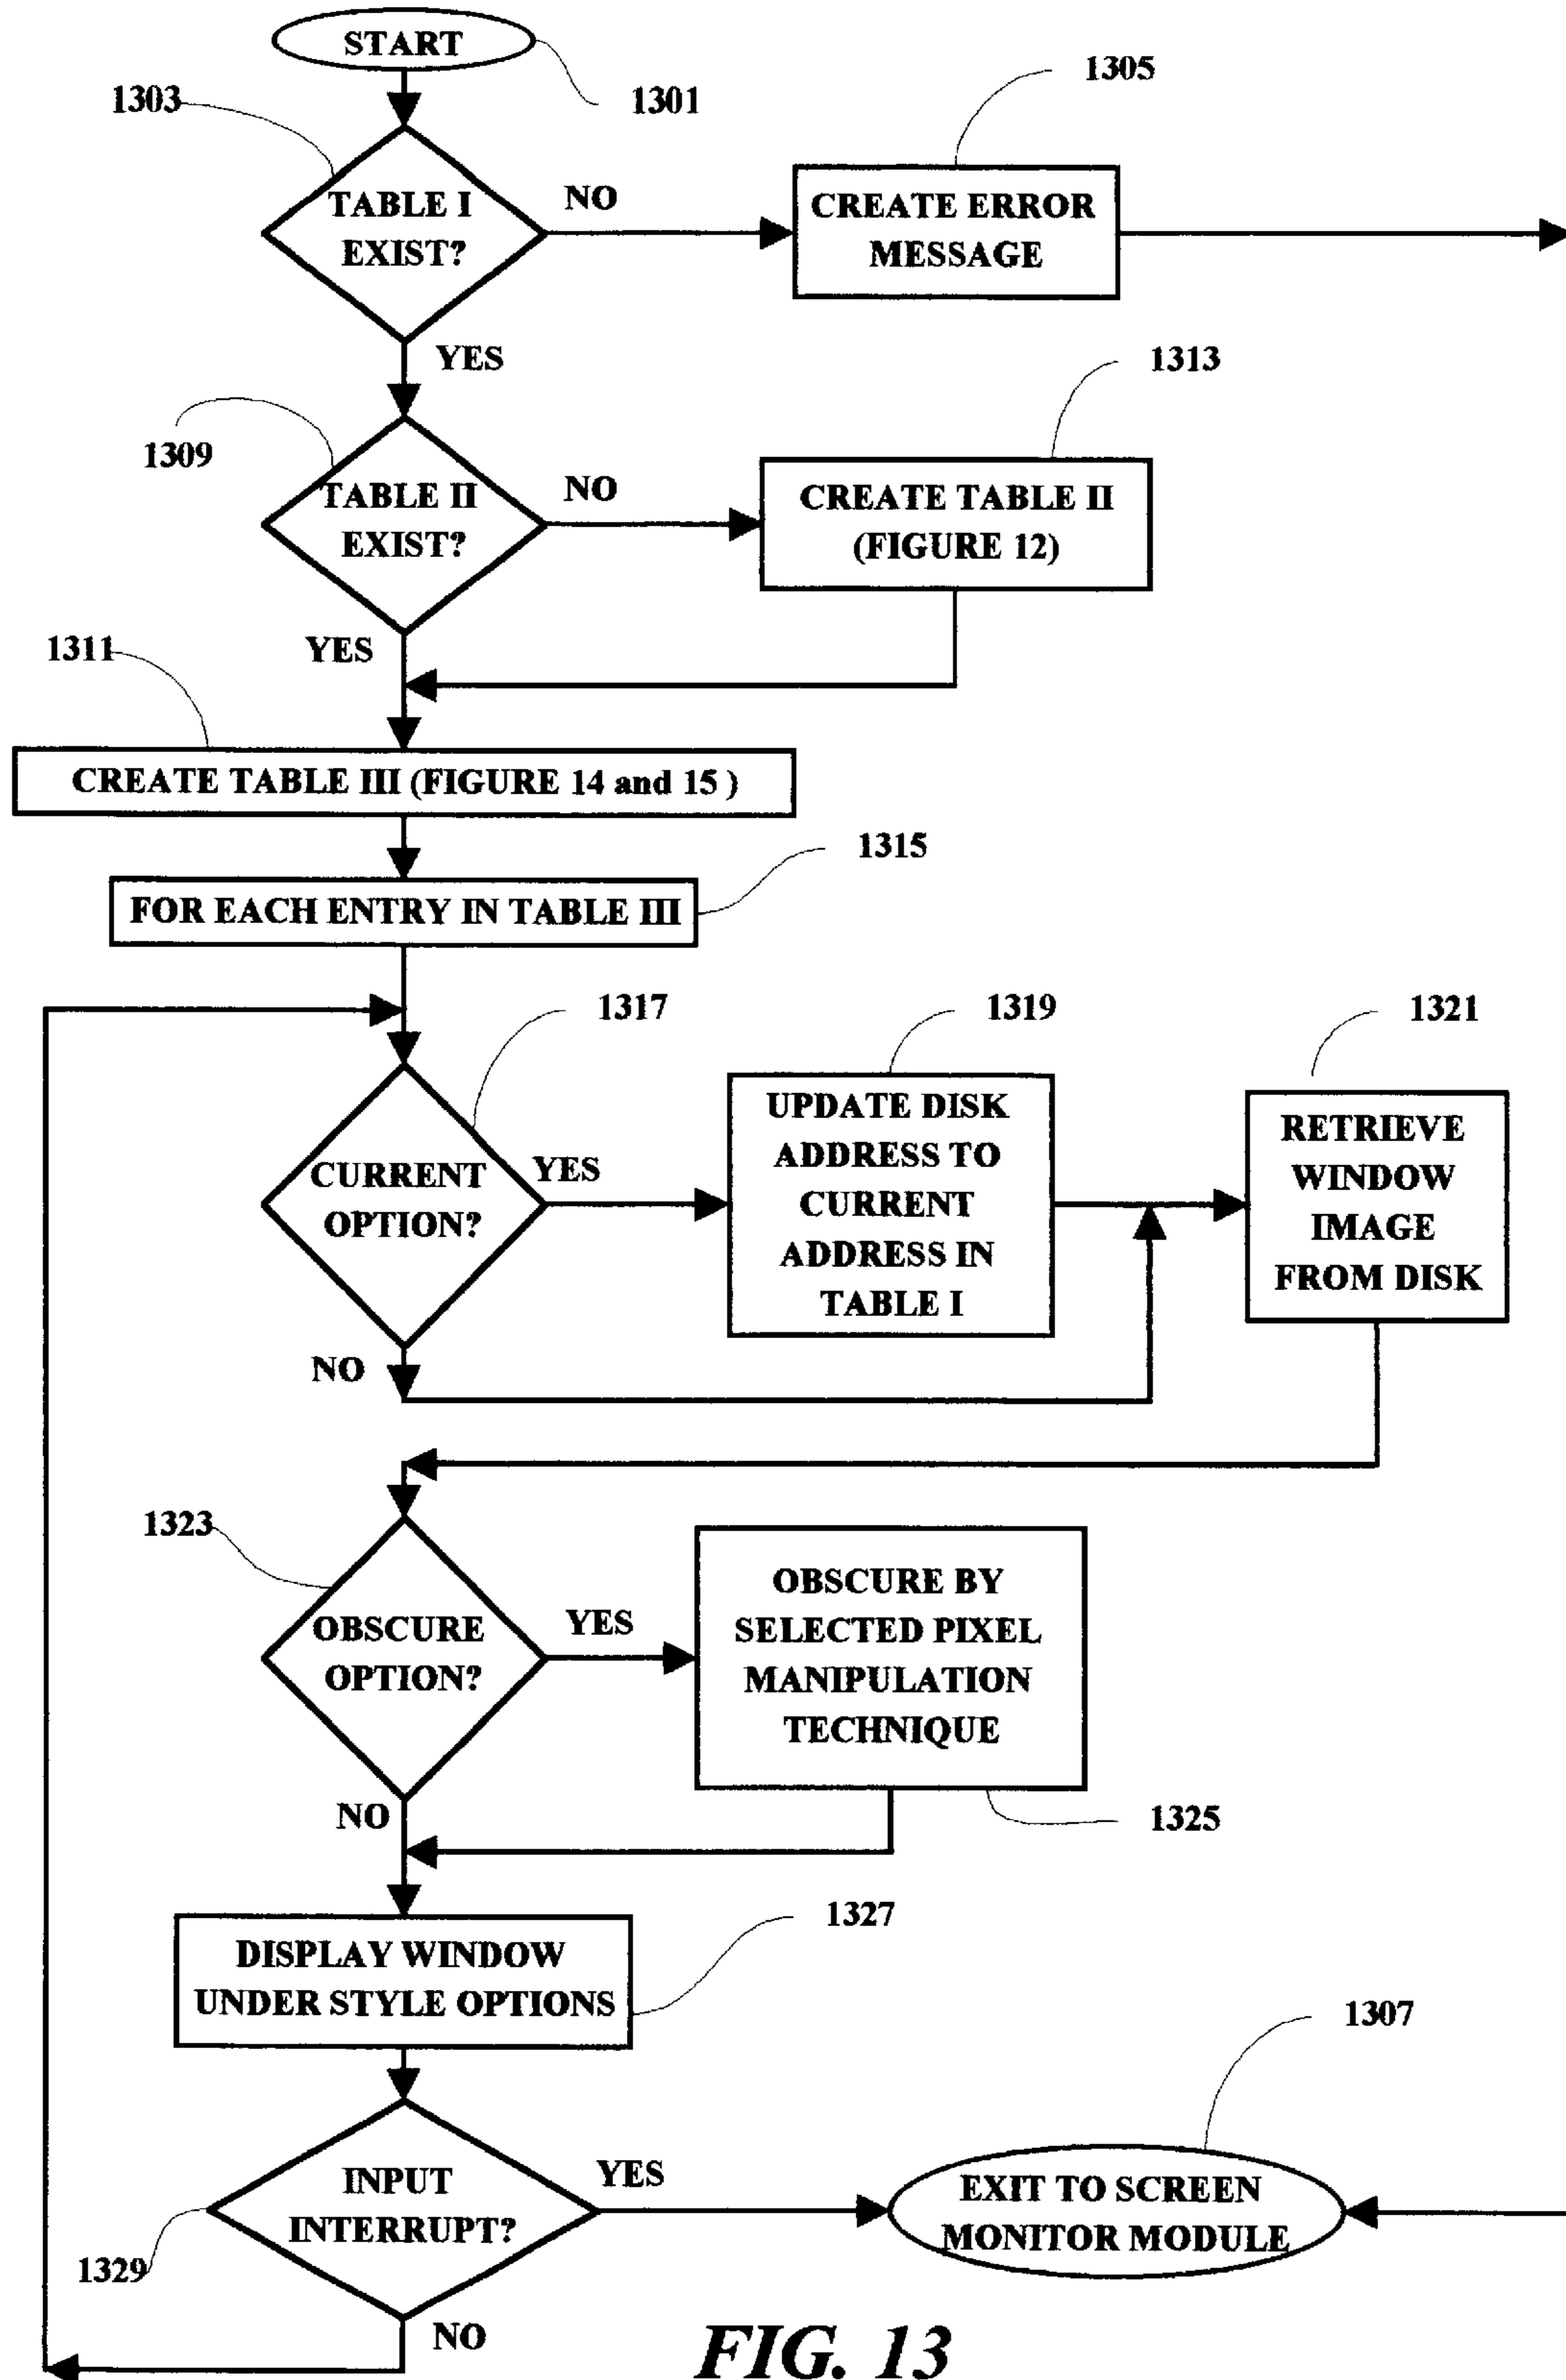 START
1301
1305
1303
TABLE I
EXIST?
NO
CREATE ERROR
MESSAGE
YES
1313
1309
TABLE II
EXIST?
NO
CREATE TABLE II
(FIGURE 12)
YES
1311
CREATE TABLE III (FIGURE 14 and 15 )
1315
FOR EACH ENTRY IN TABLE III
1317
1319
1321
CURRENT
OPTION?
YES
UPDATE DISK
ADDRESS TO
CURRENT
ADDRESS IN
TABLE I
RETRIEVE
WINDOW
IMAGE
FROM DISK
NO
1323
OBSCURE
OPTION?
YES
OBSCURE BY
SELECTED PIXEL
MANIPULATION
TECHNIQUE
NO
1325
1327
DISPLAY WINDOW
UNDER STYLE OPTIONS
1307
INPUT
INTERRUPT?
YES
EXIT TO SCREEN
MONITOR MODULE
1329
NO
FIG. 13